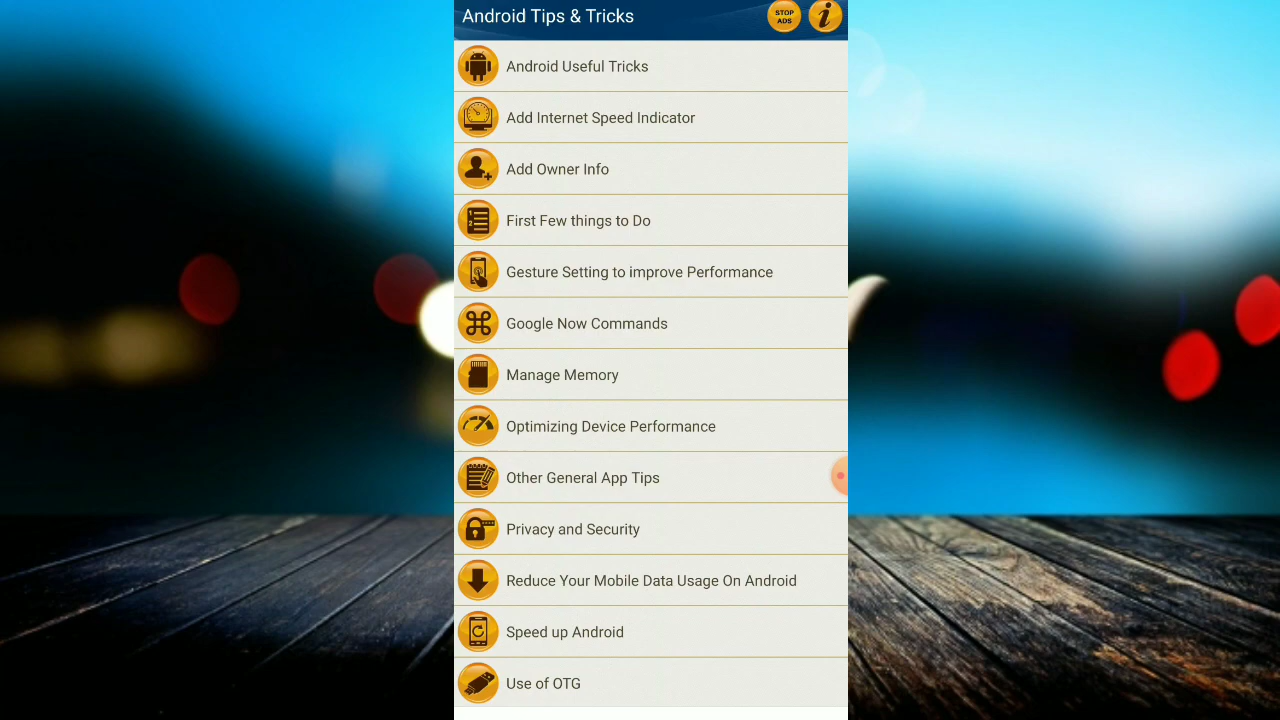 Android Tips & Tricks
STOP
ADS
i
Android Useful Tricks
Add Internet Speed Indicator
Add Owner Info
1
2
First Few things to Do
Gesture Setting to improve Performance
Google Now Commands
Manage Memory
Optimizing Device Performance
Other General App Tips
Privacy and Security
Reduce Your Mobile Data Usage On Android
Speed up Android
Use of OTG